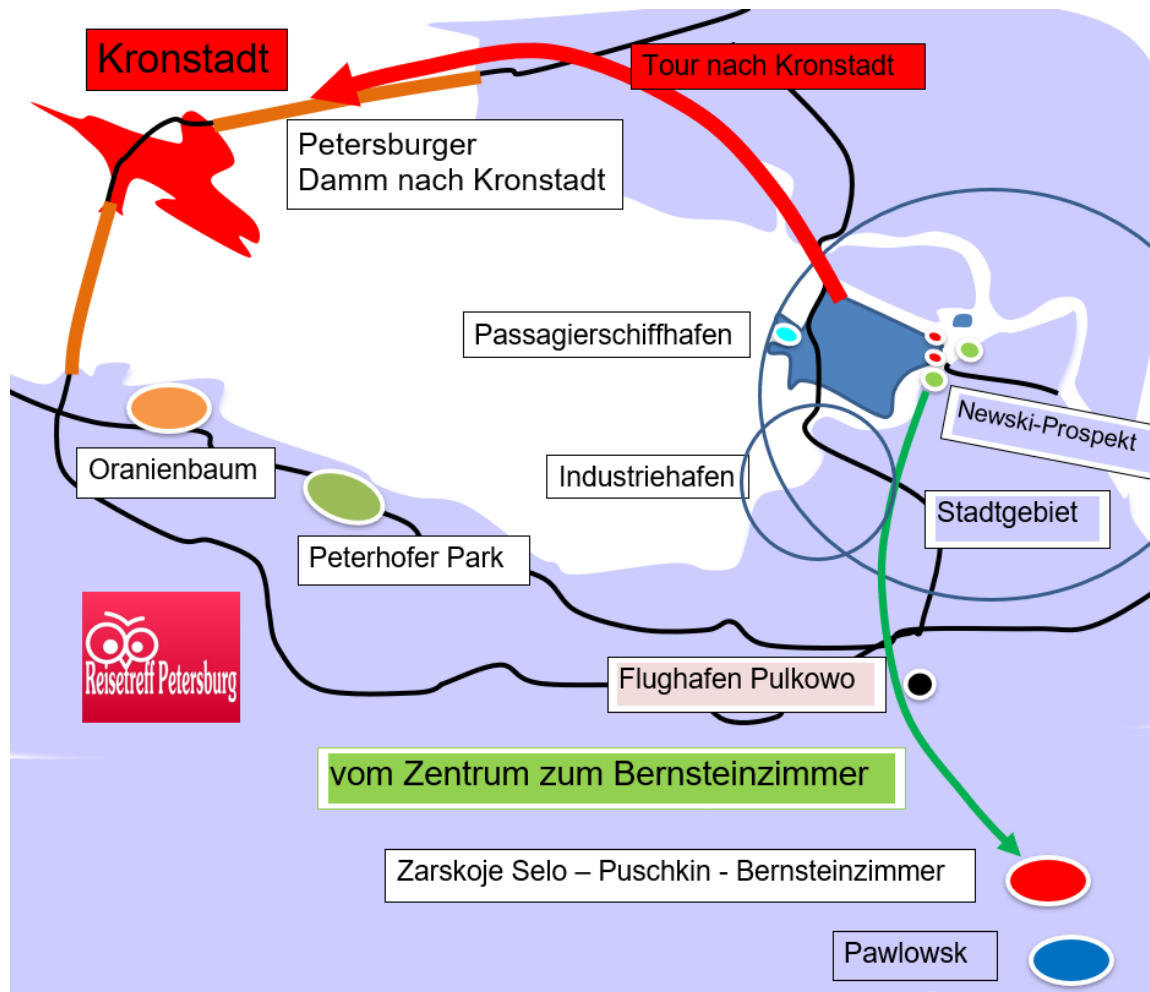 Kronstadt
Tour nach Kronstadt
Petersburger
Damm nach Kronstadt
Passagierschiffhafen
Newski-Prospekt
Oranienbaum
Industriehafen
Stadtgebiet
Peterhofer Park
Reisetreff Petersburg
Flughafen Pulkowo
vom Zentrum zum Bernsteinzimmer
Zarskoje Selo – Puschkin - Bernsteinzimmer
Pawlowsk